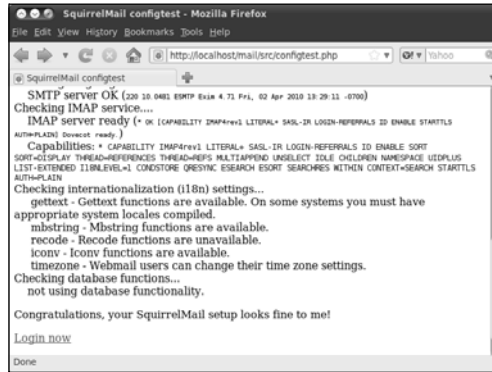 SquirrelMail configtest - Mozilla Firefox
File Edit View History Bookmarks Tools Help
http://localhost/mail/src/configtest.php Yahoo
SquirrelMail configtest
SMTP server OK (220 10.0481 ESMTP Exim 4.71 Fri, 02 Apr 2010 13:29:11 -0700)
Checking IMAP service....
IMAP server ready (* OK [CAPABILITY IMAP4rev1 LITERAL+ SASL-IR LOGIN-REFERRALS ID ENABLE STARTTLS
AUTH=PLAIN] Dovecot ready.)
Capabilities: * CAPABILITY IMAP4rev1 LITERAL+ SASL-IR LOGIN-REFERRALS ID ENABLE SORT
SORT=DISPLAY THREAD=REFERENCES THREAD=REFS MULTIAPPEND UNSELECT IDLE CHILDREN NAMESPACE UIDPLUS
LIST-EXTENDED I18NLEVEL=1 CONDSTORE QRESYNC ESEARCH ESORT SEARCHRES WITHIN CONTEXT=SEARCH STARTTLS
AUTH=PLAIN
Checking internationalization (i18n) settings...
gettext - Gettext functions are available. On some systems you must have
appropriate system locales compiled.
mbstring - Mbstring functions are available.
recode - Recode functions are unavailable.
iconv - Iconv functions are available.
timezone - Webmail users can change their time zone settings.
Checking database functions...
not using database functionality.
Congratulations, your SquirrelMail setup looks fine to me!
Login now
Done